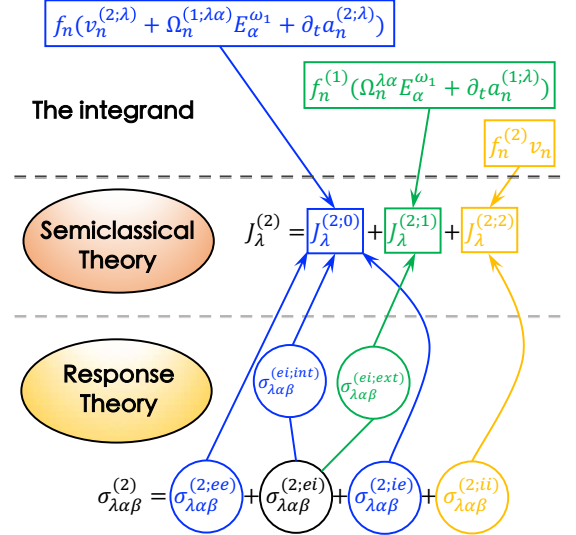 f_n(v_n^{(2;λ)} + Ω_n^{(1;λα)} E_α^{ω_1} + ∂_t a_n^{(2;λ)})
f_n^{(1)}(Ω_n^{λα} E_α^{ω_1} + ∂_t a_n^{(1;λ)})
The integrand
f_n^{(2)} v_n
Semiclassical
Theory
J_λ^{(2)} = J_λ^{(2;0)} + J_λ^{(2;1)} + J_λ^{(2;2)}
Response
Theory
σ_{λαβ}^{(ei;int)}
σ_{λαβ}^{(ei;ext)}
σ_{λαβ}^{(2)} = σ_{λαβ}^{(2;ee)} + σ_{λαβ}^{(2;ei)} + σ_{λαβ}^{(2;ie)} + σ_{λαβ}^{(2;ii)}